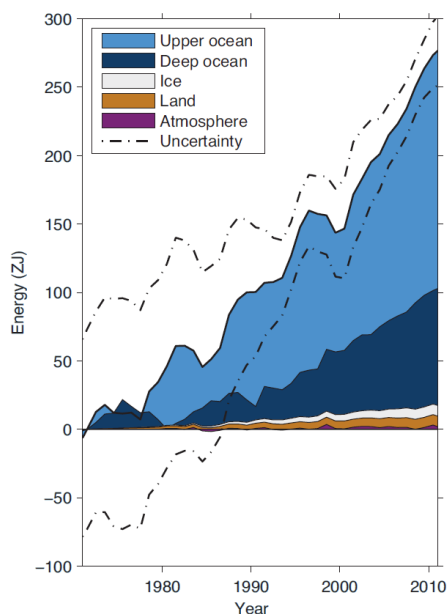 300
250
200
150
100
50
0
−50
−100
Energy (ZJ)
Upper ocean
Deep ocean
Ice
Land
Atmosphere
Uncertainty
1980
1990
2000
2010
Year